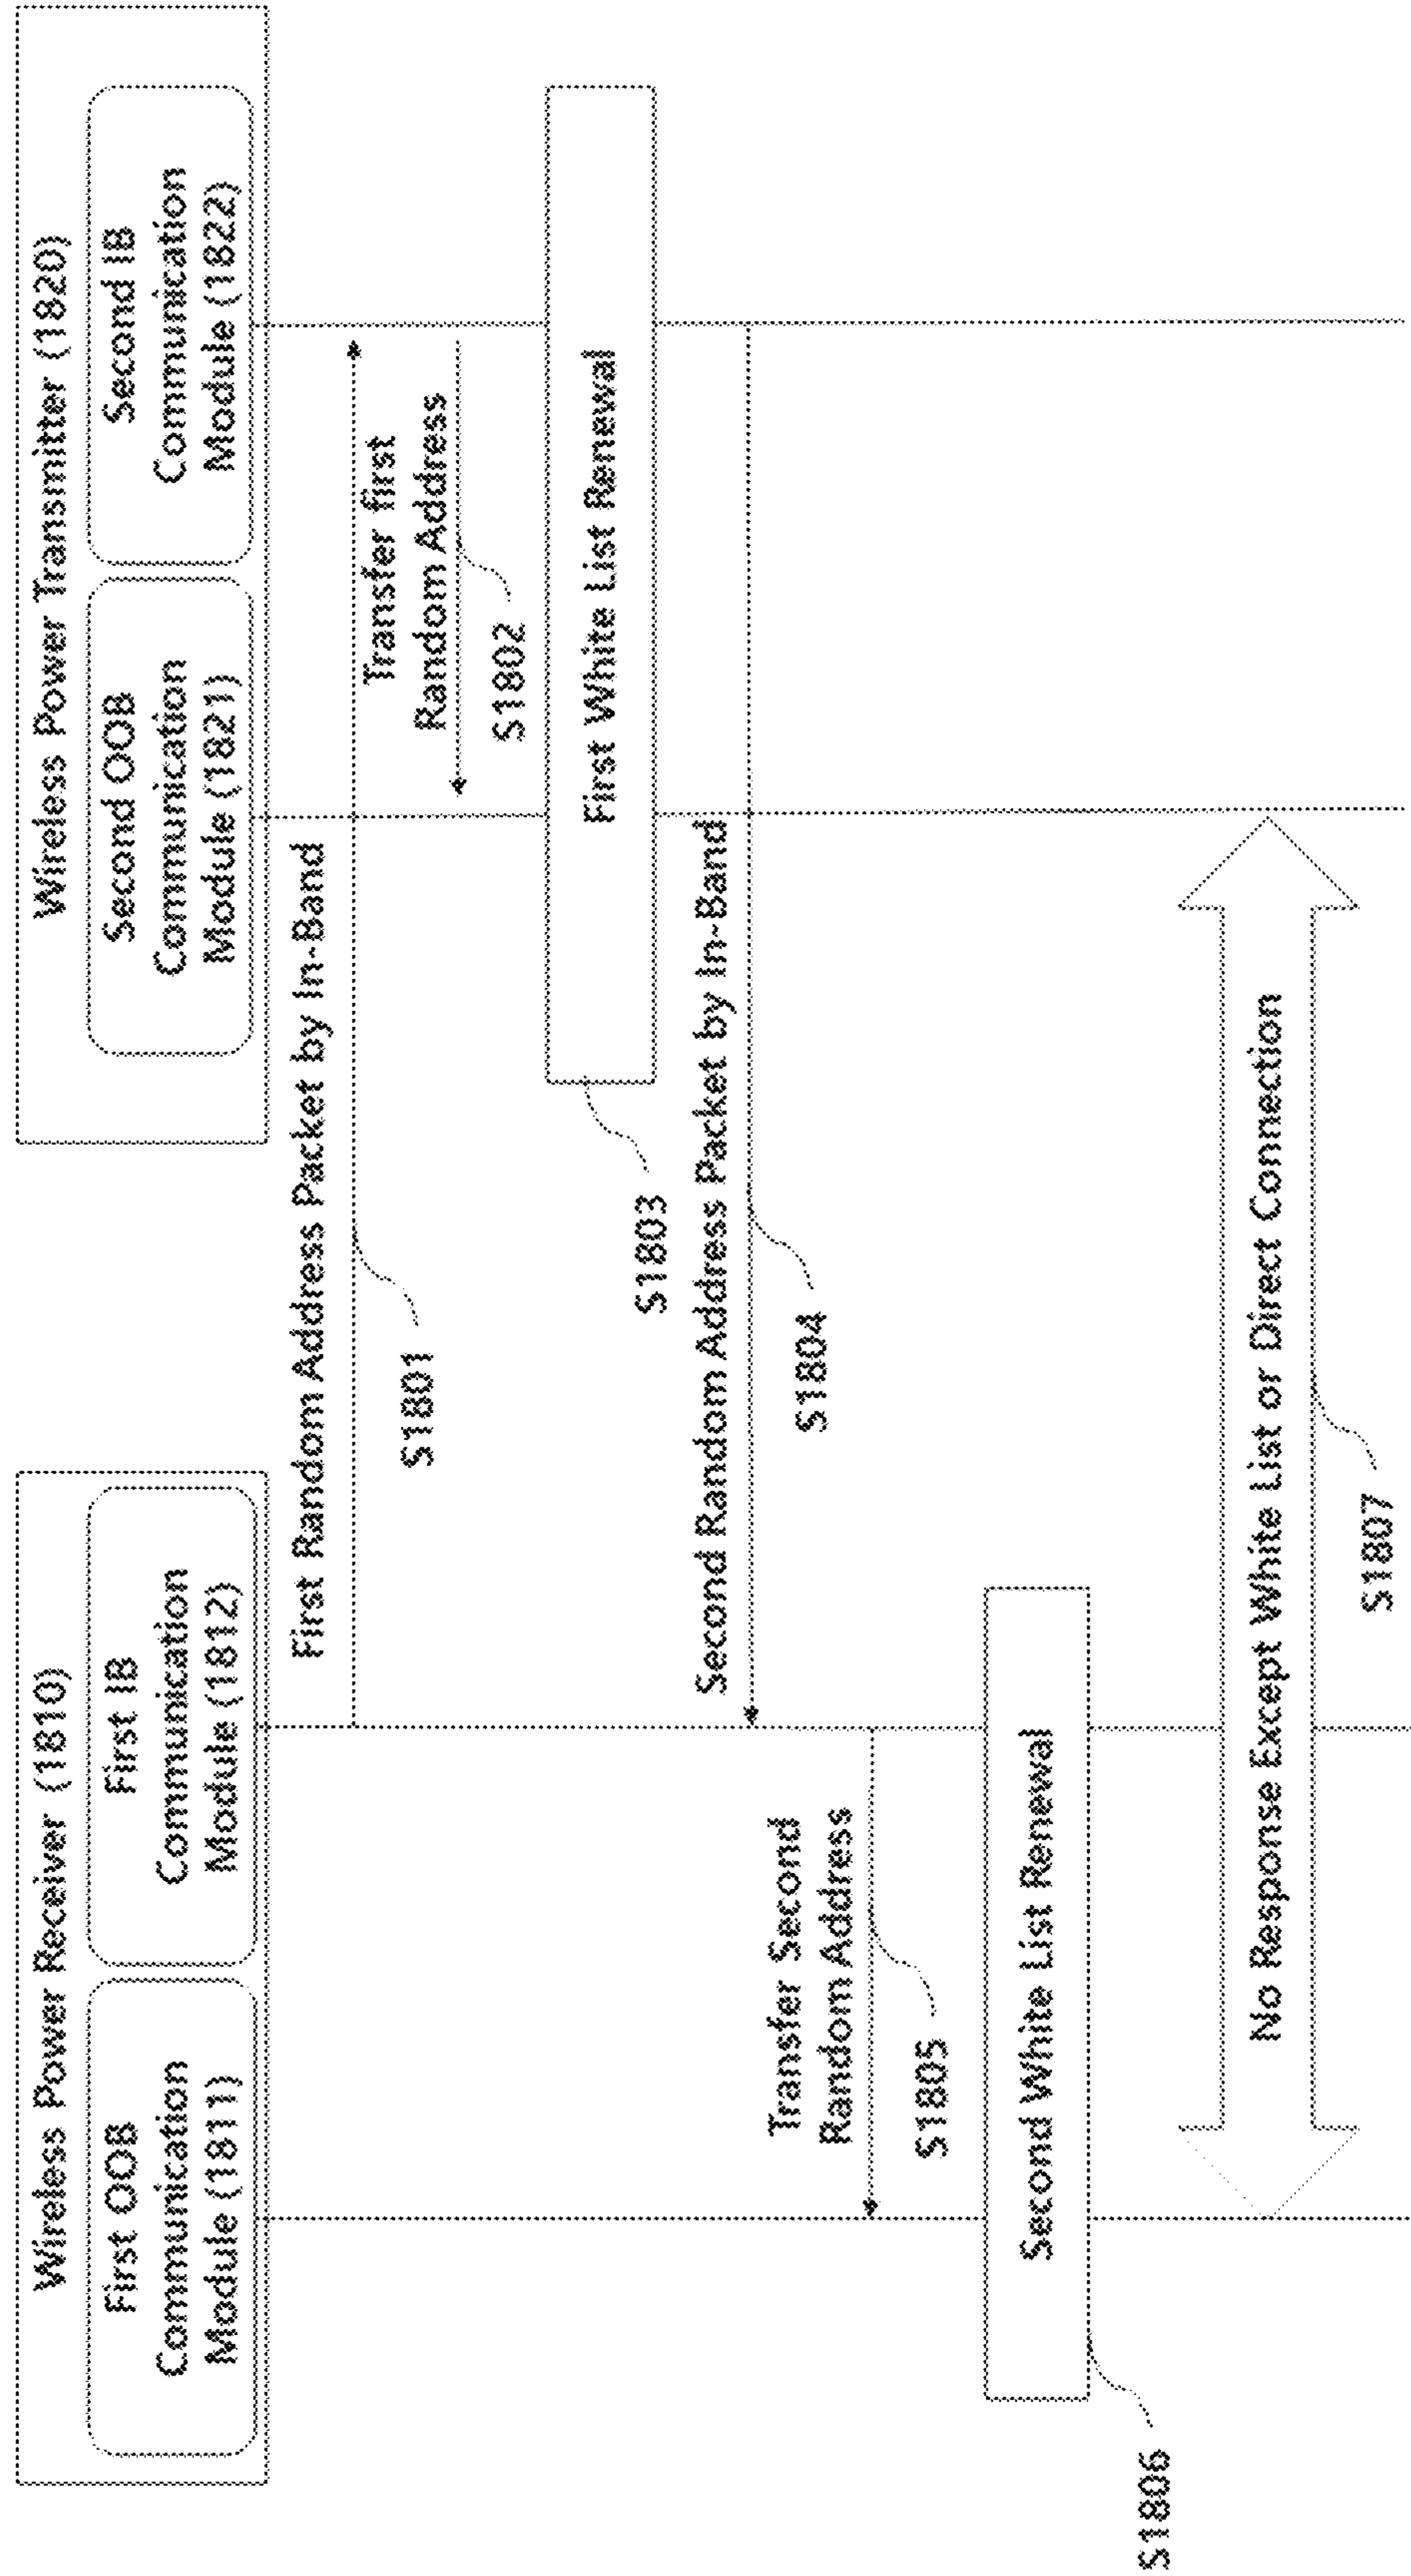 Wireless Power Receiver (1810)
First OOB
Communication
Module (1811)
First IB
Communication
Module (1812)
Wireless Power Transmitter (1820)
Second OOB
Communication
Module (1821)
Second IB
Communication
Module (1822)
First Random Address Packet by In-Band
S1801
Transfer first
Random Address
S1802
First White List Renewal
S1803
Second Random Address Packet by In-Band
S1804
Transfer Second
Random Address
S1805
Second White List Renewal
S1806
No Response Except White List or Direct Connection
S1807